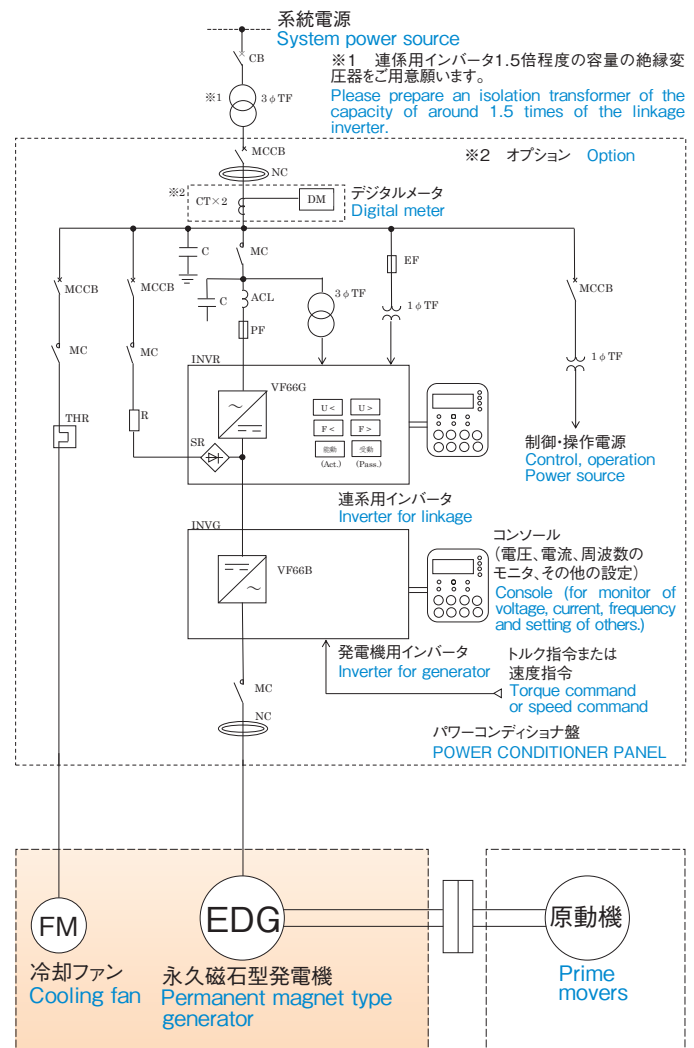 系統電源
System power source
CB
※1　連係用インバータ1.5倍程度の容量の絶縁変
圧器をご用意願います。
Please prepare an isolation transformer of the
capacity of around 1.5 times of the linkage
inverter.
※1
3φTF
MCCB
※2　オプション　Option
NC
※2
CT×2
DM
デジタルメータ
Digital meter
C
MC
EF
MCCB
MCCB
C
ACL
3φTF
1φTF
MCCB
PF
MC
MC
1φTF
INVR
VF66G
THR
R
U <
U >
F <
F >
SR
能動
受動
(Act.)
(Pass.)
制御・操作電源
Control, operation
Power source
連系用インバータ
Inverter for linkage
INVG
VF66B
コンソール
(電圧、電流、周波数の
モニタ、その他の設定)
Console (for monitor of
voltage, current, frequency
and setting of others.)
発電機用インバータ
Inverter for generator
トルク指令または
速度指令
Torque command
or speed command
MC
NC
パワーコンディショナ盤
POWER CONDITIONER PANEL
FM
EDG
原動機
冷却ファン
Cooling fan
永久磁石型発電機
Permanent magnet type
generator
Prime
movers